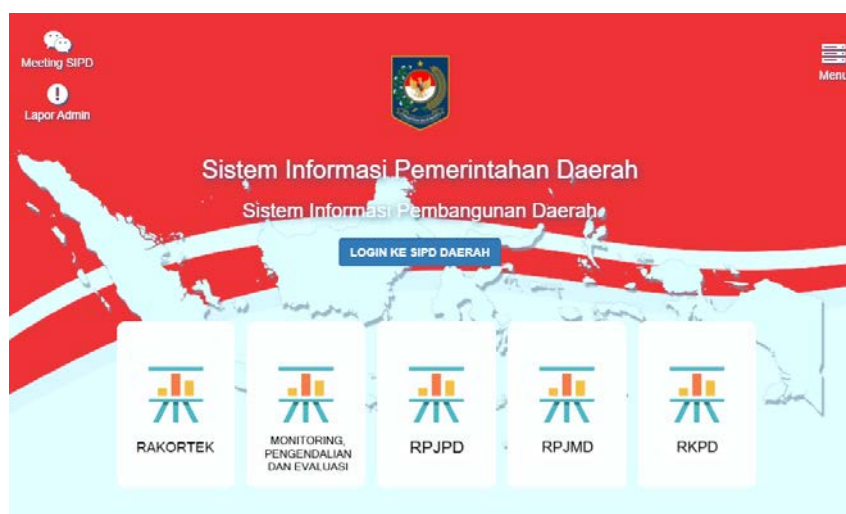 Meeting SIPD
Menu
Lapor Admin
Sistem Informasi Pemerintahan Daerah
Sistem Informasi Pembangunan Daerah
LOGIN KE SIPD DAERAH
RAKORTEK
MONITORING,
PENGENDALIAN
DAN EVALUASI
RPJPD
RPJMD
RKPD